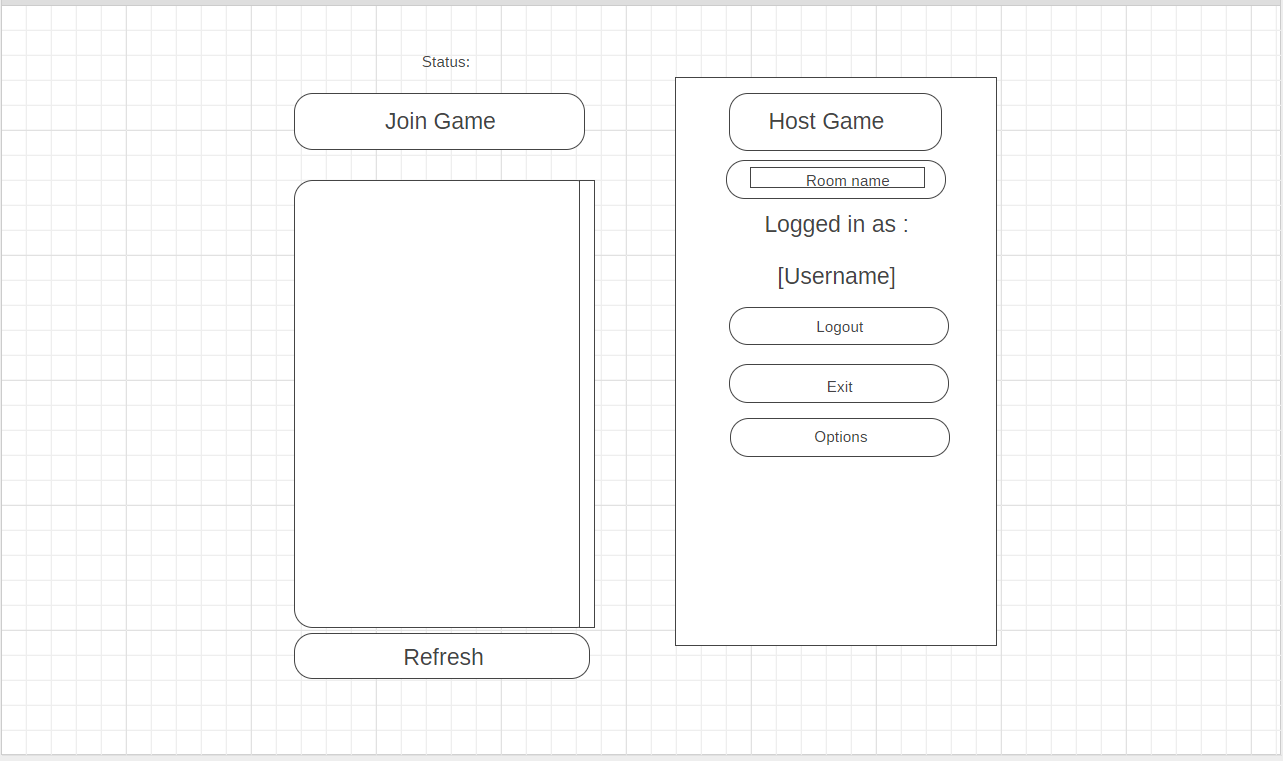 Status:
Join Game
Refresh
Host Game
Room name
Logged in as :
[Username]
Logout
Exit
Options